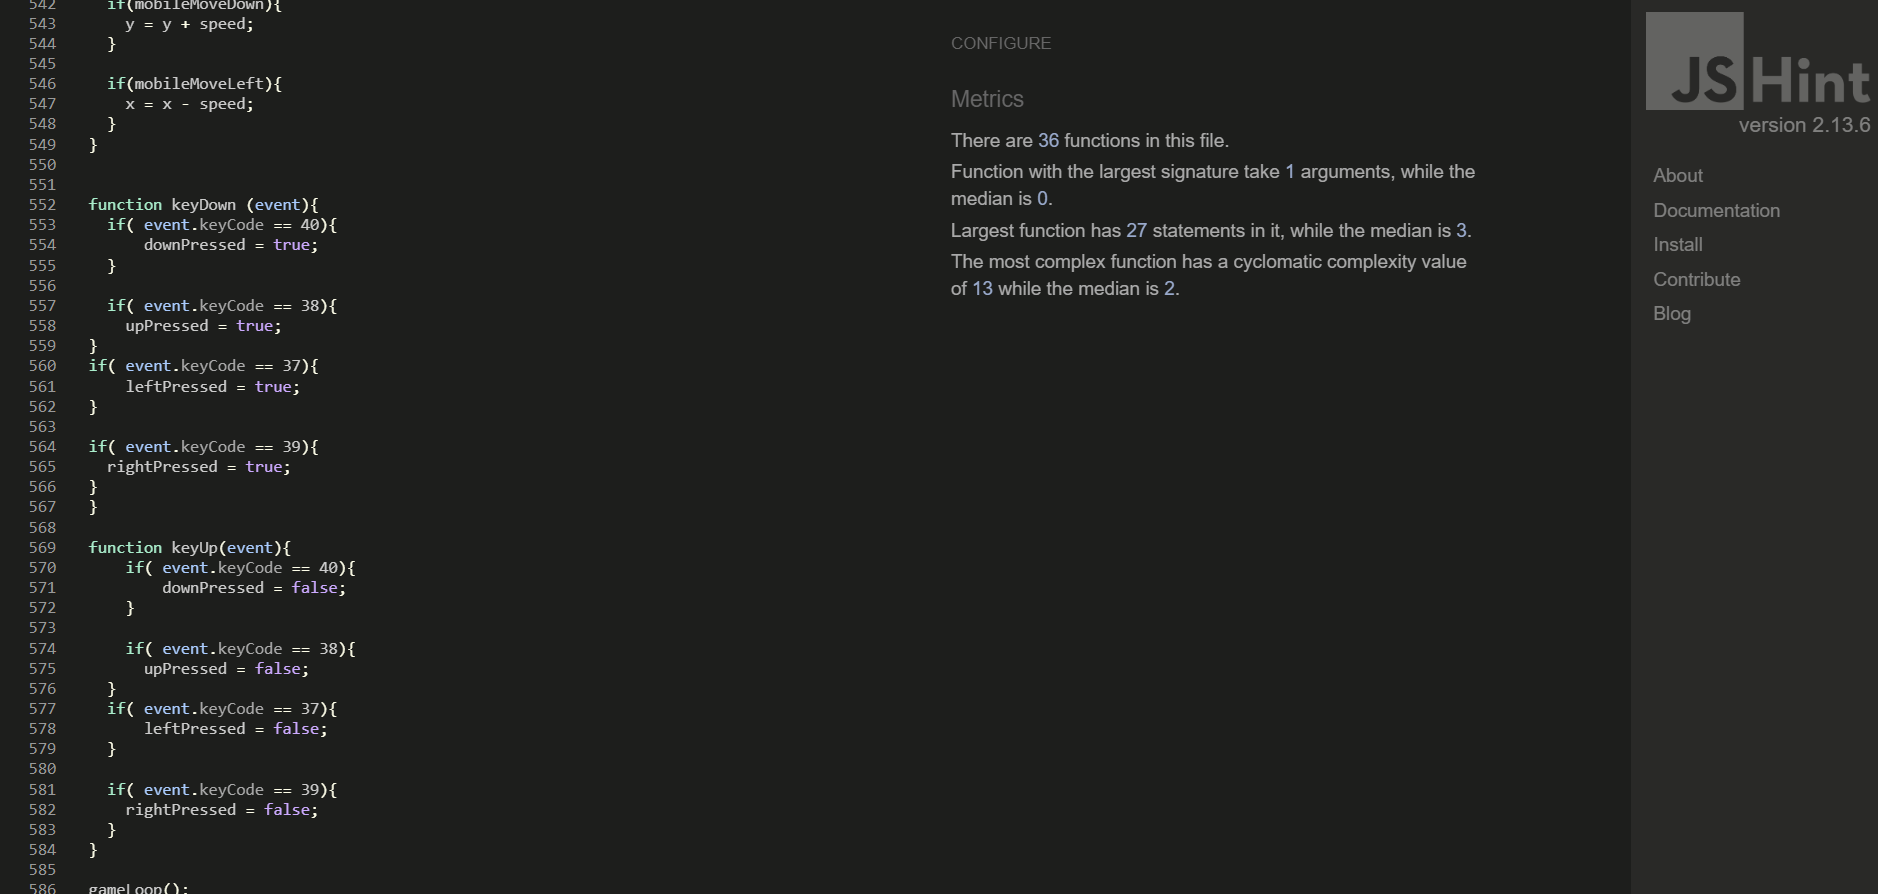 542 if(mobileMoveDown){
543 y = y + speed;
544 }
545
546 if(mobileMoveLeft){
547 x = x - speed;
548 }
549 }
550
551
552 function keyDown (event){
553 if( event.keyCode == 40){
554 downPressed = true;
555 }
556
557 if( event.keyCode == 38){
558 upPressed = true;
559 }
560 if( event.keyCode == 37){
561 leftPressed = true;
562 }
563
564 if( event.keyCode == 39){
565 rightPressed = true;
566 }
567 }
568
569 function keyUp(event){
570 if( event.keyCode == 40){
571 downPressed = false;
572 }
573
574 if( event.keyCode == 38){
575 upPressed = false;
576 }
577 if( event.keyCode == 37){
578 leftPressed = false;
579 }
580
581 if( event.keyCode == 39){
582 rightPressed = false;
583 }
584 }
585
586 gameLoop();
CONFIGURE
Metrics
There are 36 functions in this file.
Function with the largest signature take 1 arguments, while the
median is 0.
Largest function has 27 statements in it, while the median is 3.
The most complex function has a cyclomatic complexity value
of 13 while the median is 2.
JSHint
version 2.13.6
About
Documentation
Install
Contribute
Blog